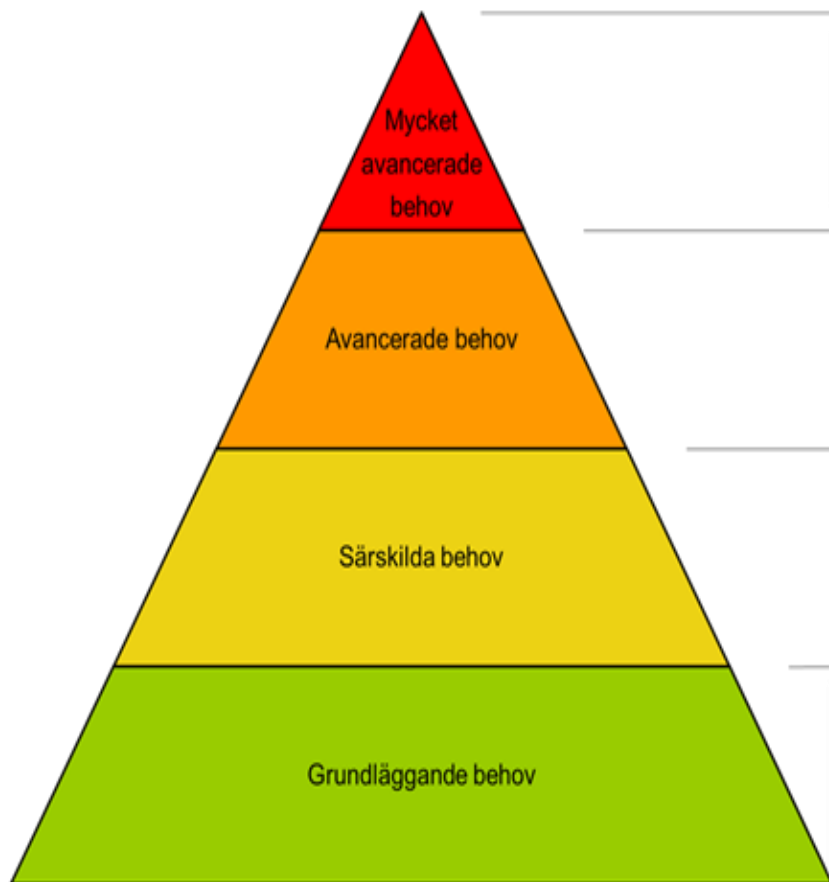 Mycket
avancerade
behov
Avancerade behov
Särskilda behov
Grundläggande behov